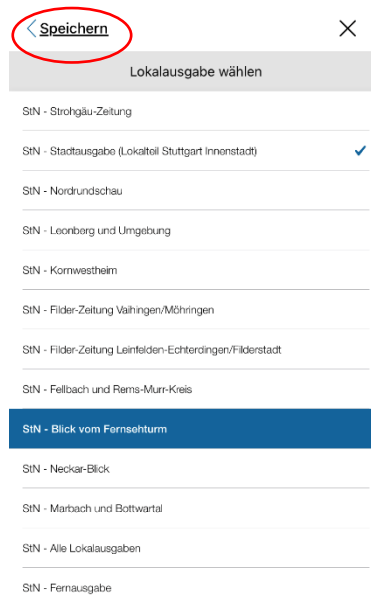 Speichern
Lokalausgabe wählen
StN - Strohgäu-Zeitung
StN - Stadtausgabe (Lokalteil Stuttgart Innenstadt)
StN - Nordrundschau
StN - Leonberg und Umgebung
StN - Kornwestheim
StN - Filder-Zeitung Vaihingen/Möhringen
StN - Filder-Zeitung Leinfelden-Echterdingen/Filderstadt
StN - Fellbach und Rems-Murr-Kreis
StN - Blick vom Fernsehturm
StN - Neckar-Blick
StN - Marbach und Bottwartal
StN - Alle Lokalausgaben
StN - Fernausgabe